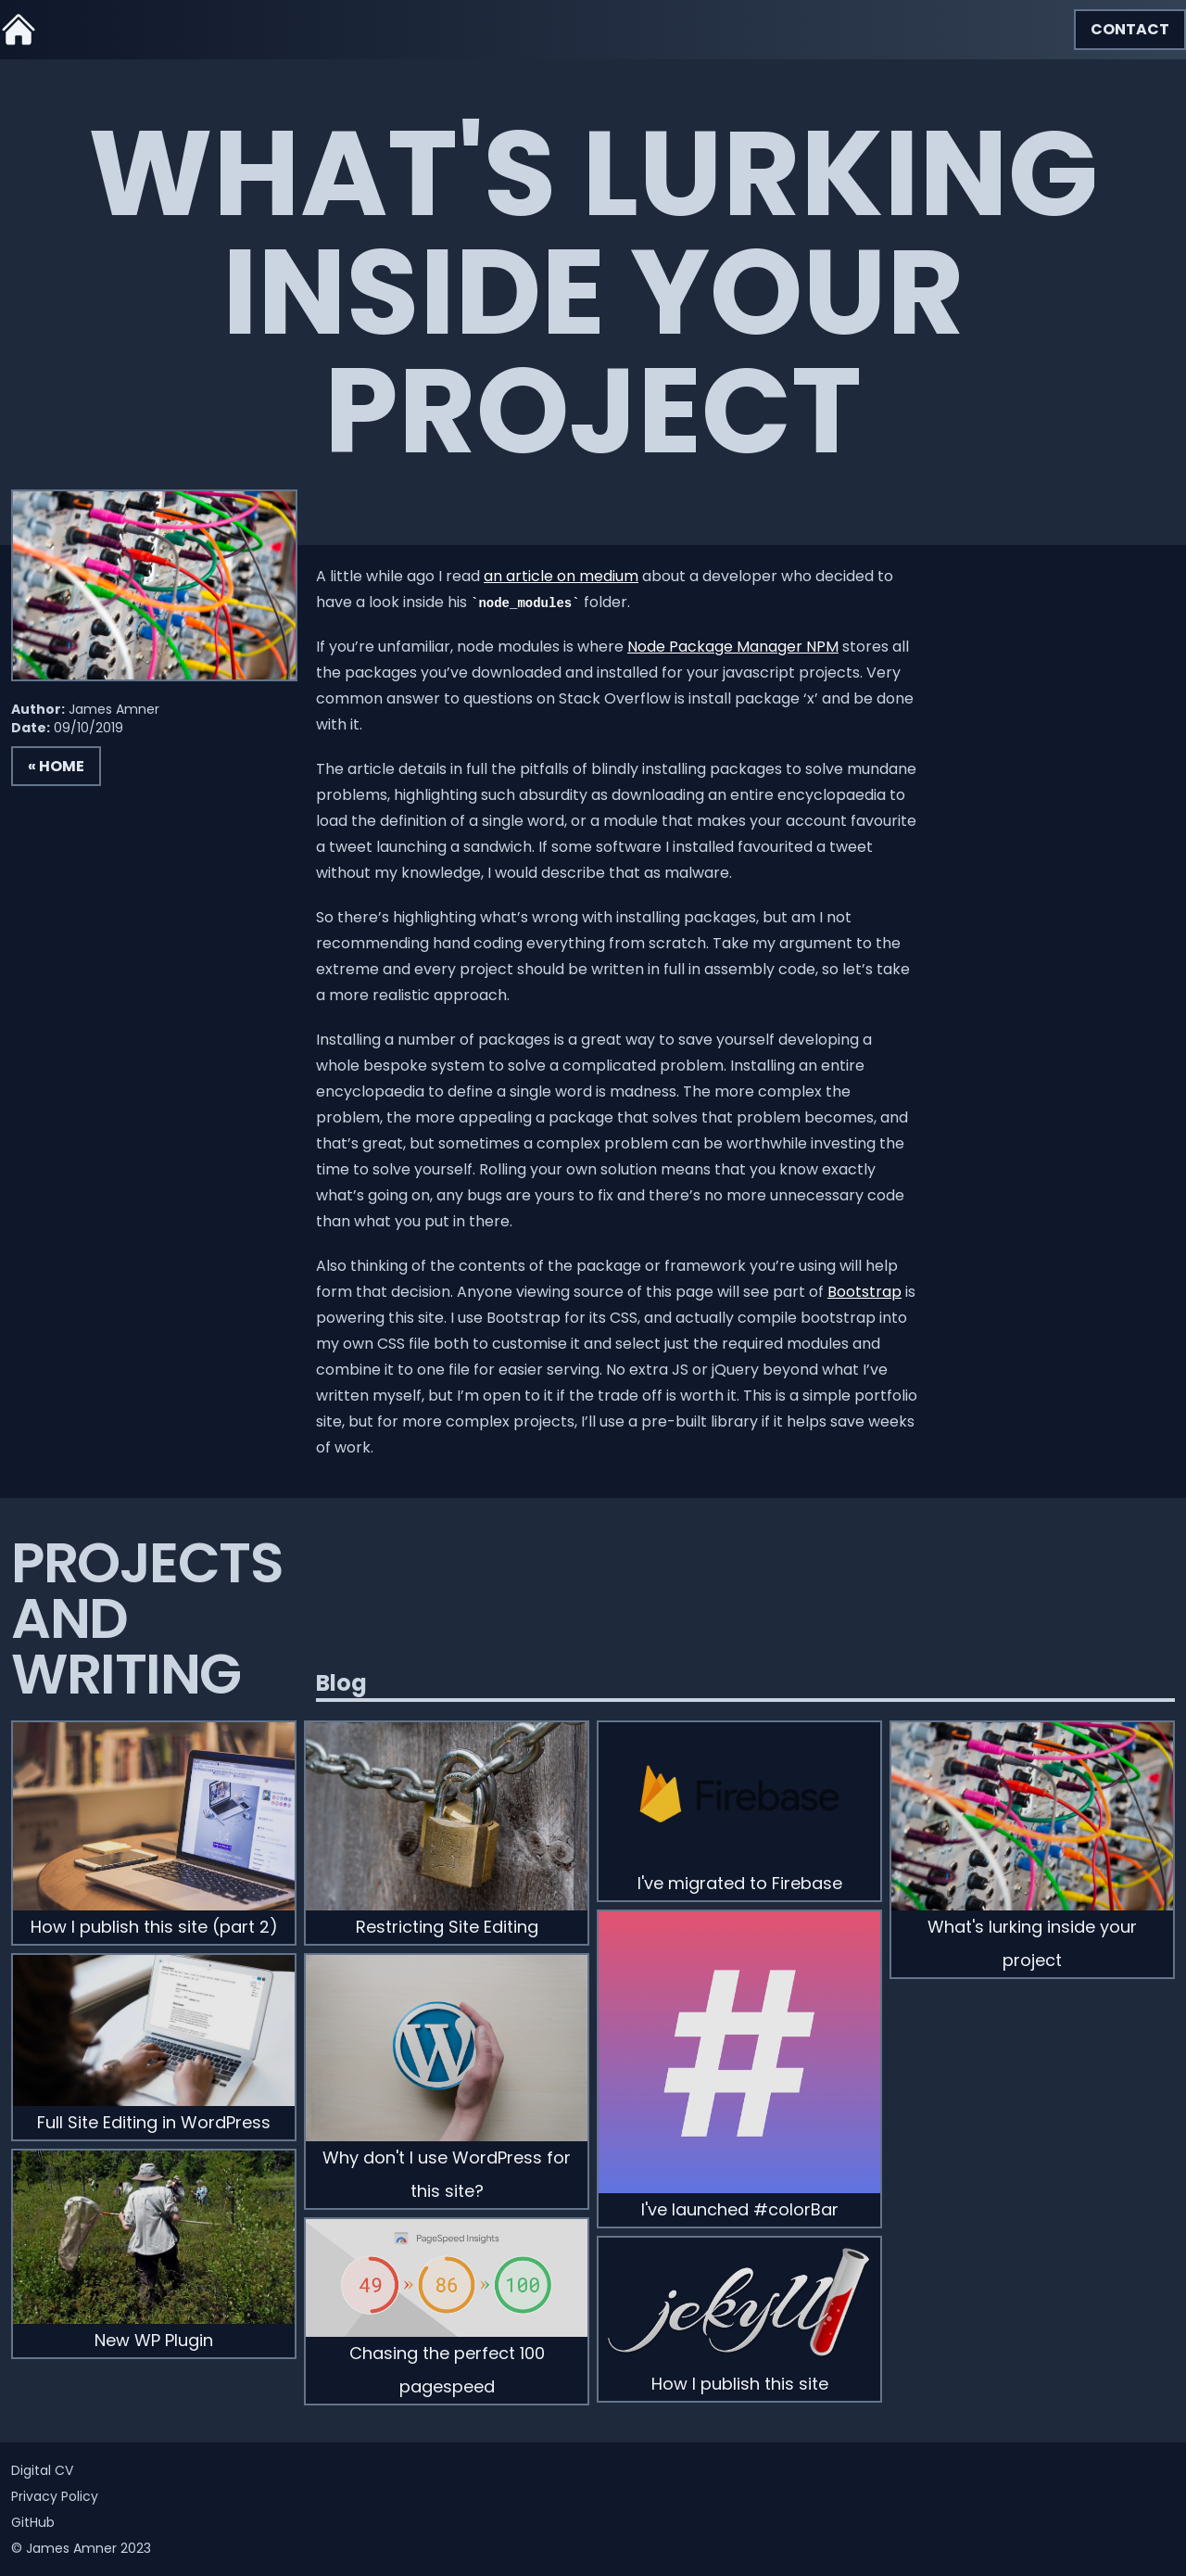 CONTACT
WHAT'S LURKING
INSIDE YOUR
PROJECT
A little while ago I read an article on medium about a developer who decided to
have a look inside his `node_modules` folder.
If you’re unfamiliar, node modules is where Node Package Manager NPM stores all
the packages you’ve downloaded and installed for your javascript projects. Very
common answer to questions on Stack Overflow is install package ‘x’ and be done
with it.
Author: James Amner
Date: 09/10/2019
« HOME
The article details in full the pitfalls of blindly installing packages to solve mundane
problems, highlighting such absurdity as downloading an entire encyclopaedia to
load the definition of a single word, or a module that makes your account favourite
a tweet launching a sandwich. If some software I installed favourited a tweet
without my knowledge, I would describe that as malware.
So there’s highlighting what’s wrong with installing packages, but am I not
recommending hand coding everything from scratch. Take my argument to the
extreme and every project should be written in full in assembly code, so let’s take
a more realistic approach.
Installing a number of packages is a great way to save yourself developing a
whole bespoke system to solve a complicated problem. Installing an entire
encyclopaedia to define a single word is madness. The more complex the
problem, the more appealing a package that solves that problem becomes, and
that’s great, but sometimes a complex problem can be worthwhile investing the
time to solve yourself. Rolling your own solution means that you know exactly
what’s going on, any bugs are yours to fix and there’s no more unnecessary code
than what you put in there.
Also thinking of the contents of the package or framework you’re using will help
form that decision. Anyone viewing source of this page will see part of Bootstrap is
powering this site. I use Bootstrap for its CSS, and actually compile bootstrap into
my own CSS file both to customise it and select just the required modules and
combine it to one file for easier serving. No extra JS or jQuery beyond what I’ve
written myself, but I’m open to it if the trade off is worth it. This is a simple portfolio
site, but for more complex projects, I’ll use a pre-built library if it helps save weeks
of work.
PROJECTS
AND
WRITING
Blog
How I publish this site (part 2)
Full Site Editing in WordPress
New WP Plugin
Restricting Site Editing
Why don't I use WordPress for
this site?
PageSpeed Insights
49 » 86 » 100
Chasing the perfect 100
pagespeed
Firebase
I've migrated to Firebase
#
I've launched #colorBar
jekyll
How I publish this site
What's lurking inside your
project
Digital CV
Privacy Policy
GitHub
© James Amner 2023